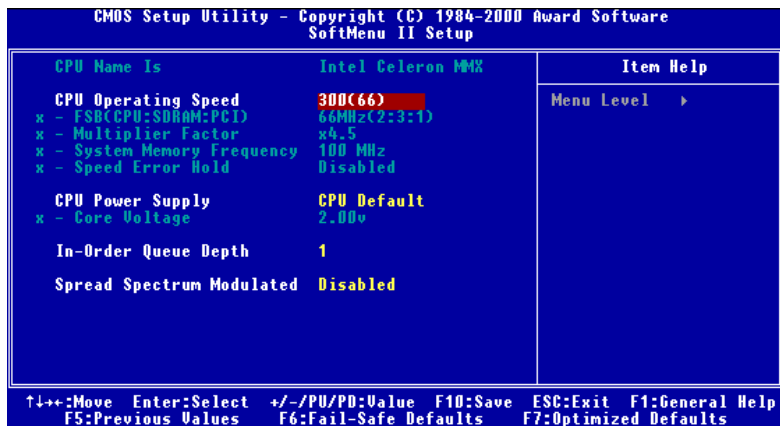 CMOS Setup Utility - Copyright (C) 1984-2000 Award Software
SoftMenu II Setup
CPU Name Is Intel Celeron MMX
Item Help
CPU Operating Speed 300(66)
Menu Level ▸
x - FSB(CPU:SDRAM:PCI) 66MHz(2:3:1)
x - Multiplier Factor x4.5
x - System Memory Frequency 100 MHz
x - Speed Error Hold Disabled
CPU Power Supply CPU Default
x - Core Voltage 2.00v
In-Order Queue Depth 1
Spread Spectrum Modulated Disabled
↑↓→←:Move Enter:Select +/-/PU/PD:Value F10:Save ESC:Exit F1:General Help
F5:Previous Values F6:Fail-Safe Defaults F7:Optimized Defaults